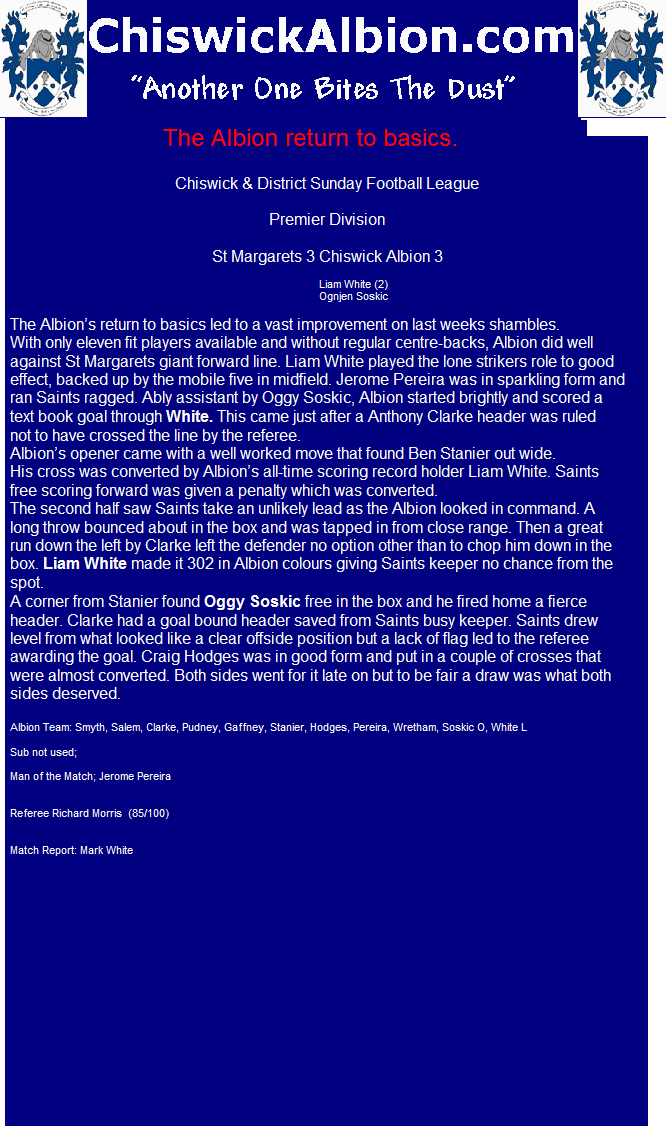 ChiswickAlbion.com
"Another One Bites The Dust"
The Albion return to basics.
Chiswick & District Sunday Football League
Premier Division
St Margarets 3 Chiswick Albion 3
Liam White (2)
Ognjen Soskic
The Albion’s return to basics led to a vast improvement on last weeks shambles.
With only eleven fit players available and without regular centre-backs, Albion did well
against St Margarets giant forward line. Liam White played the lone strikers role to good
effect, backed up by the mobile five in midfield. Jerome Pereira was in sparkling form and
ran Saints ragged. Ably assistant by Oggy Soskic, Albion started brightly and scored a
text book goal through White. This came just after a Anthony Clarke header was ruled
not to have crossed the line by the referee.
Albion’s opener came with a well worked move that found Ben Stanier out wide.
His cross was converted by Albion’s all-time scoring record holder Liam White. Saints
free scoring forward was given a penalty which was converted.
The second half saw Saints take an unlikely lead as the Albion looked in command. A
long throw bounced about in the box and was tapped in from close range. Then a great
run down the left by Clarke left the defender no option other than to chop him down in the
box. Liam White made it 302 in Albion colours giving Saints keeper no chance from the
spot.
A corner from Stanier found Oggy Soskic free in the box and he fired home a fierce
header. Clarke had a goal bound header saved from Saints busy keeper. Saints drew
level from what looked like a clear offside position but a lack of flag led to the referee
awarding the goal. Craig Hodges was in good form and put in a couple of crosses that
were almost converted. Both sides went for it late on but to be fair a draw was what both
sides deserved.
Albion Team: Smyth, Salem, Clarke, Pudney, Gaffney, Stanier, Hodges, Pereira, Wretham, Soskic O, White L
Sub not used;
Man of the Match; Jerome Pereira
Referee Richard Morris (85/100)
Match Report: Mark White